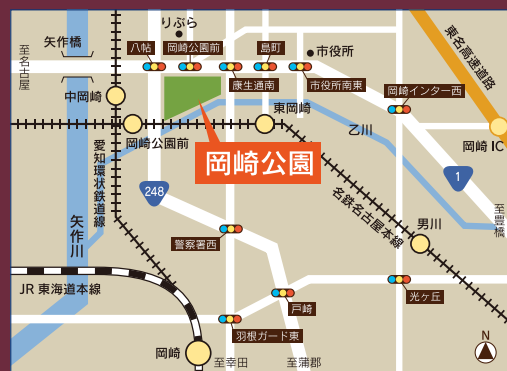 りぶら
矢作橋
八帖
岡崎公園前
島町
市役所
至名古屋
康生通南
市役所南東
東名高速道路
中岡崎
岡崎インター西
岡崎公園前
東岡崎
乙川
岡崎IC
岡崎公園
愛知環状鉄道線
248
1
名鉄名古屋本線
至豊橋
矢作川
警察署西
男川
JR東海道本線
光ヶ丘
戸崎
羽根ガード東
岡崎
至幸田
至蒲郡
N